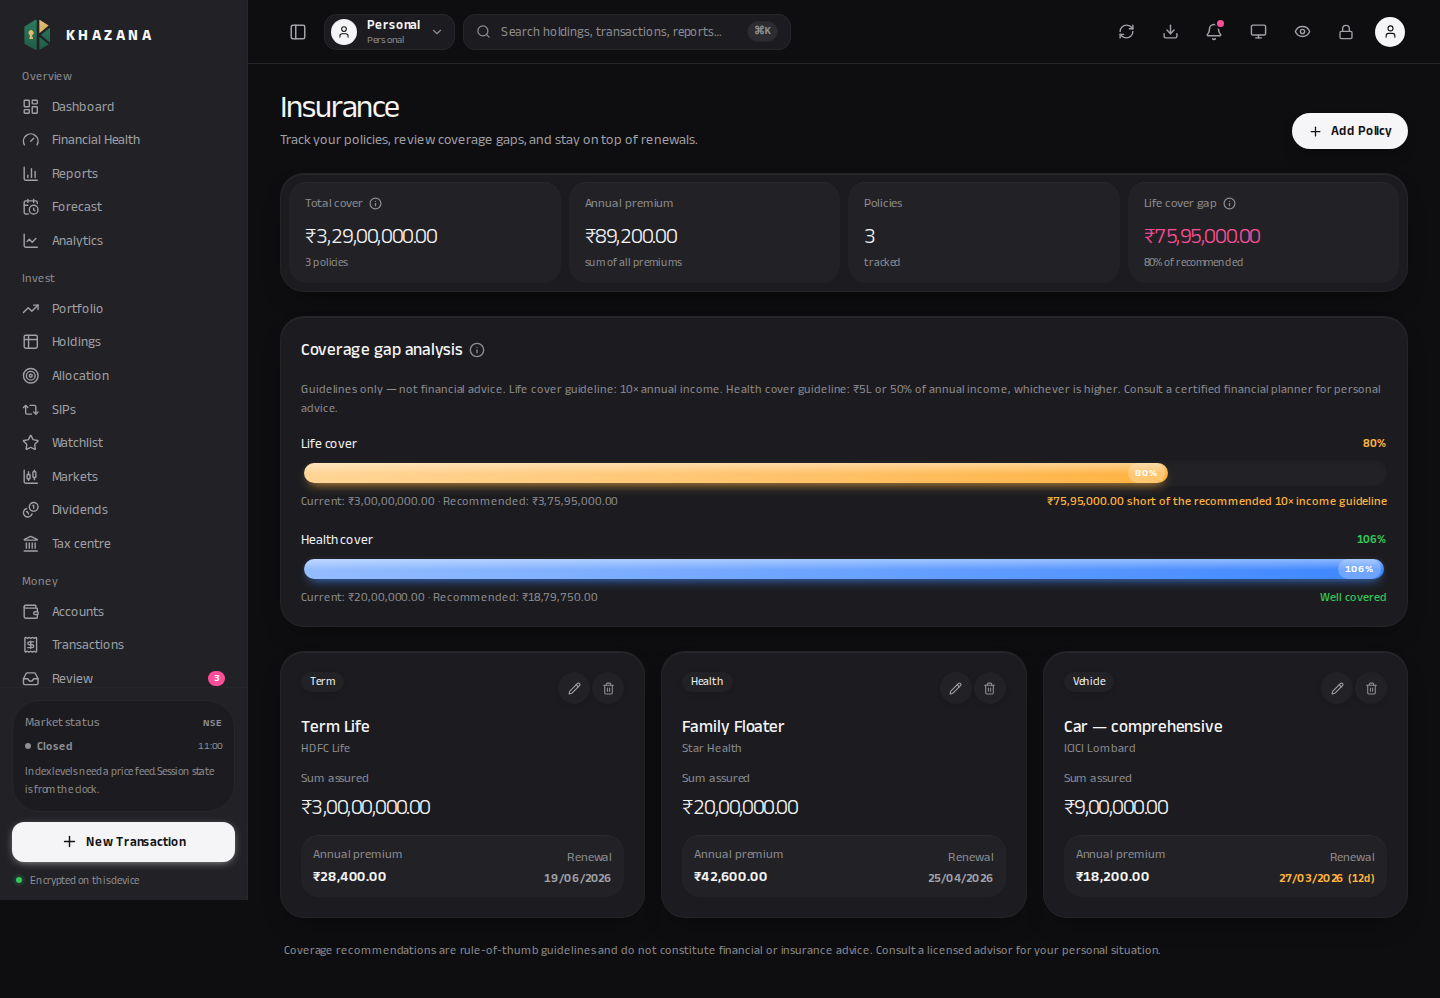 KHAZANA
Overview
Dashboard
Financial Health
Reports
Forecast
Analytics
Invest
Portfolio
Holdings
Allocation
SIPs
Watchlist
Markets
Dividends
Tax centre
Money
Accounts
Transactions
Review 3
Market status NSE
Closed 11:00
Index levels need a price feed. Session state
is from the clock.
New Transaction
Encrypted on this device
Personal
Personal
Search holdings, transactions, reports... ⌘K
Insurance
Track your policies, review coverage gaps, and stay on top of renewals.
Add Policy
Total cover
₹3,29,00,000.00
3 policies
Annual premium
₹89,200.00
sum of all premiums
Policies
3
tracked
Life cover gap
₹75,95,000.00
80% of recommended
Coverage gap analysis
Guidelines only — not financial advice. Life cover guideline: 10× annual income. Health cover guideline: ₹5L or 50% of annual income, whichever is higher. Consult a certified financial planner for personal
advice.
Life cover 80%
80%
Current: ₹3,00,00,000.00 · Recommended: ₹3,75,95,000.00 ₹75,95,000.00 short of the recommended 10× income guideline
Health cover 106%
106%
Current: ₹20,00,000.00 · Recommended: ₹18,79,750.00 Well covered
Term
Term Life
HDFC Life
Sum assured
₹3,00,00,000.00
Annual premium Renewal
₹28,400.00 19/06/2026
Health
Family Floater
Star Health
Sum assured
₹20,00,000.00
Annual premium Renewal
₹42,600.00 25/04/2026
Vehicle
Car — comprehensive
ICICI Lombard
Sum assured
₹9,00,000.00
Annual premium Renewal
₹18,200.00 27/03/2026 (12d)
Coverage recommendations are rule-of-thumb guidelines and do not constitute financial or insurance advice. Consult a licensed advisor for your personal situation.